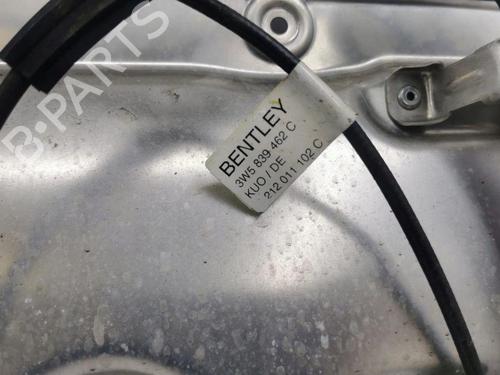 B-PARTS
BENTLEY
3W5 839 462 C
KUO / DE
212 011 102 C